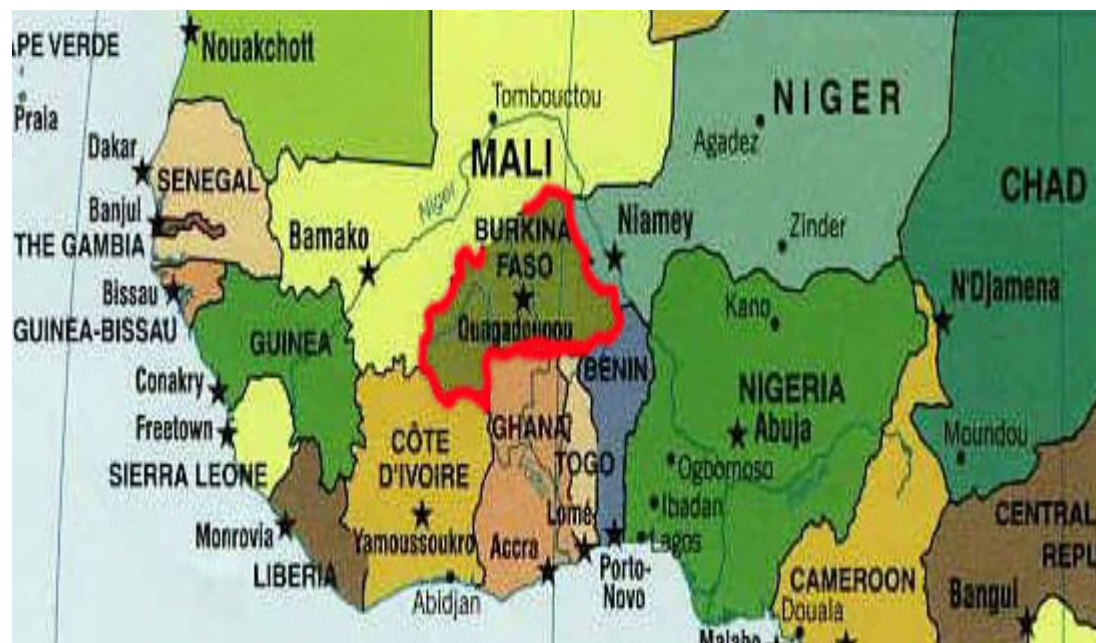 APE VERDE
Praia
Nouakchott
Tombouctou
NIGER
Agadez
Dakar
SENEGAL
MALI
CHAD
Banjul
THE GAMBIA
Bamako
Niger
BURKINA
FASO
Niamey
Zinder
Bissau
GUINEA-BISSAU
N'Djamena
Kano
GUINEA
Ouagadougou
BENIN
Conakry
NIGERIA
Freetown
CÔTE
D'IVOIRE
GHANA
Abuja
Moundou
SIERRA LEONE
TOGO
Ogbomoso
Ibadan
Lomé
CENTRAL
Monrovia
Yamoussoukro
Accra
Lagos
REPU
LIBERIA
Abidjan
Porto-
Novo
CAMEROON
Bangui
Douala
Malabo